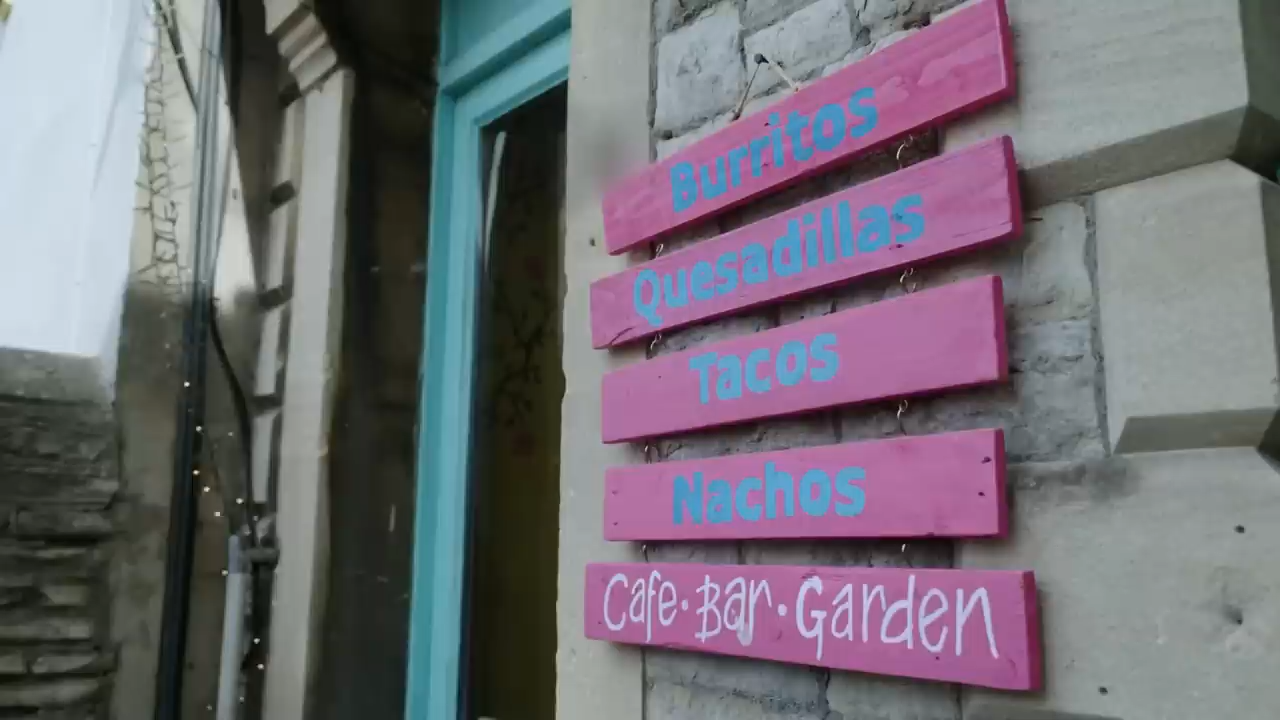 Burritos
Quesadillas
Tacos
Nachos
Cafe·Bar·Garden